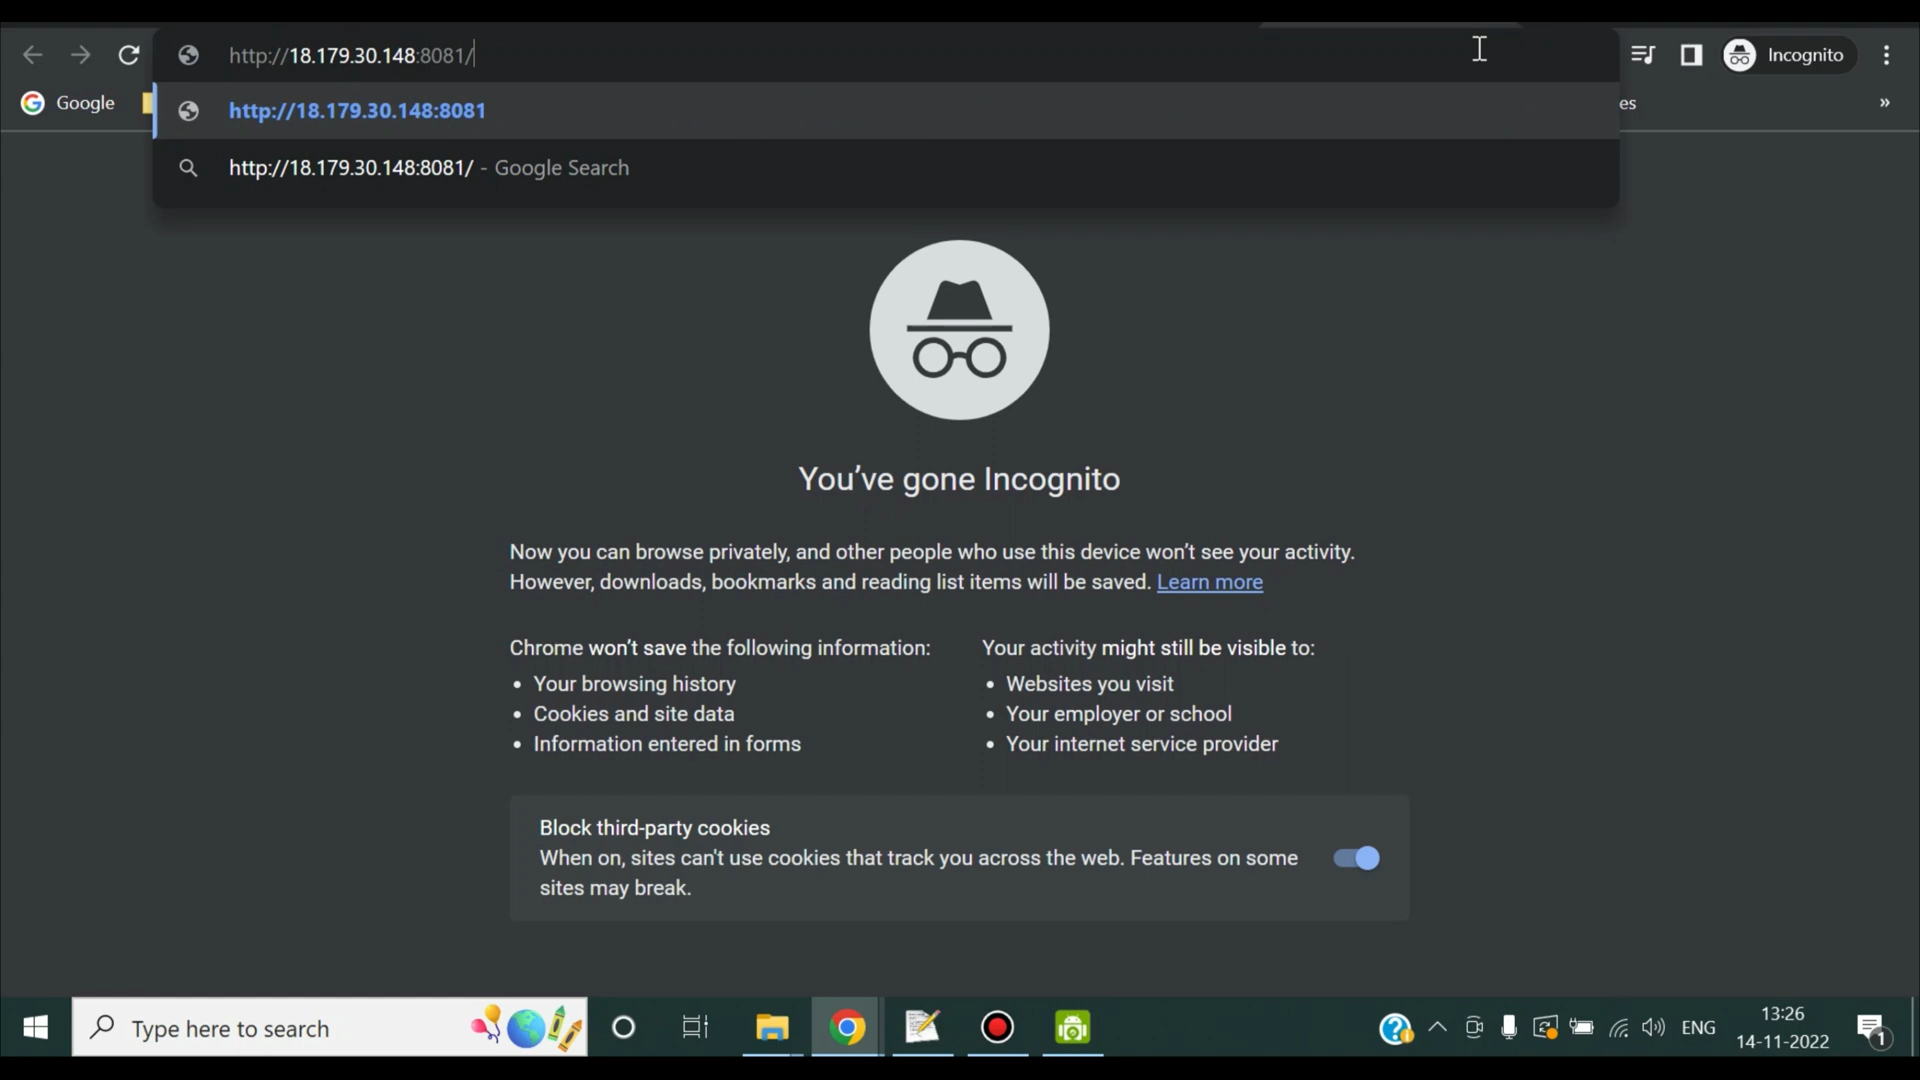 http://18.179.30.148:8081/
Incognito
Google
http://18.179.30.148:8081
es
»
http://18.179.30.148:8081/ - Google Search
You've gone Incognito
Now you can browse privately, and other people who use this device won't see your activity.
However, downloads, bookmarks and reading list items will be saved. Learn more
Chrome won't save the following information:
• Your browsing history
• Cookies and site data
• Information entered in forms
Your activity might still be visible to:
• Websites you visit
• Your employer or school
• Your internet service provider
Block third-party cookies
When on, sites can't use cookies that track you across the web. Features on some
sites may break.
Type here to search
ENG
13:26
14-11-2022
1